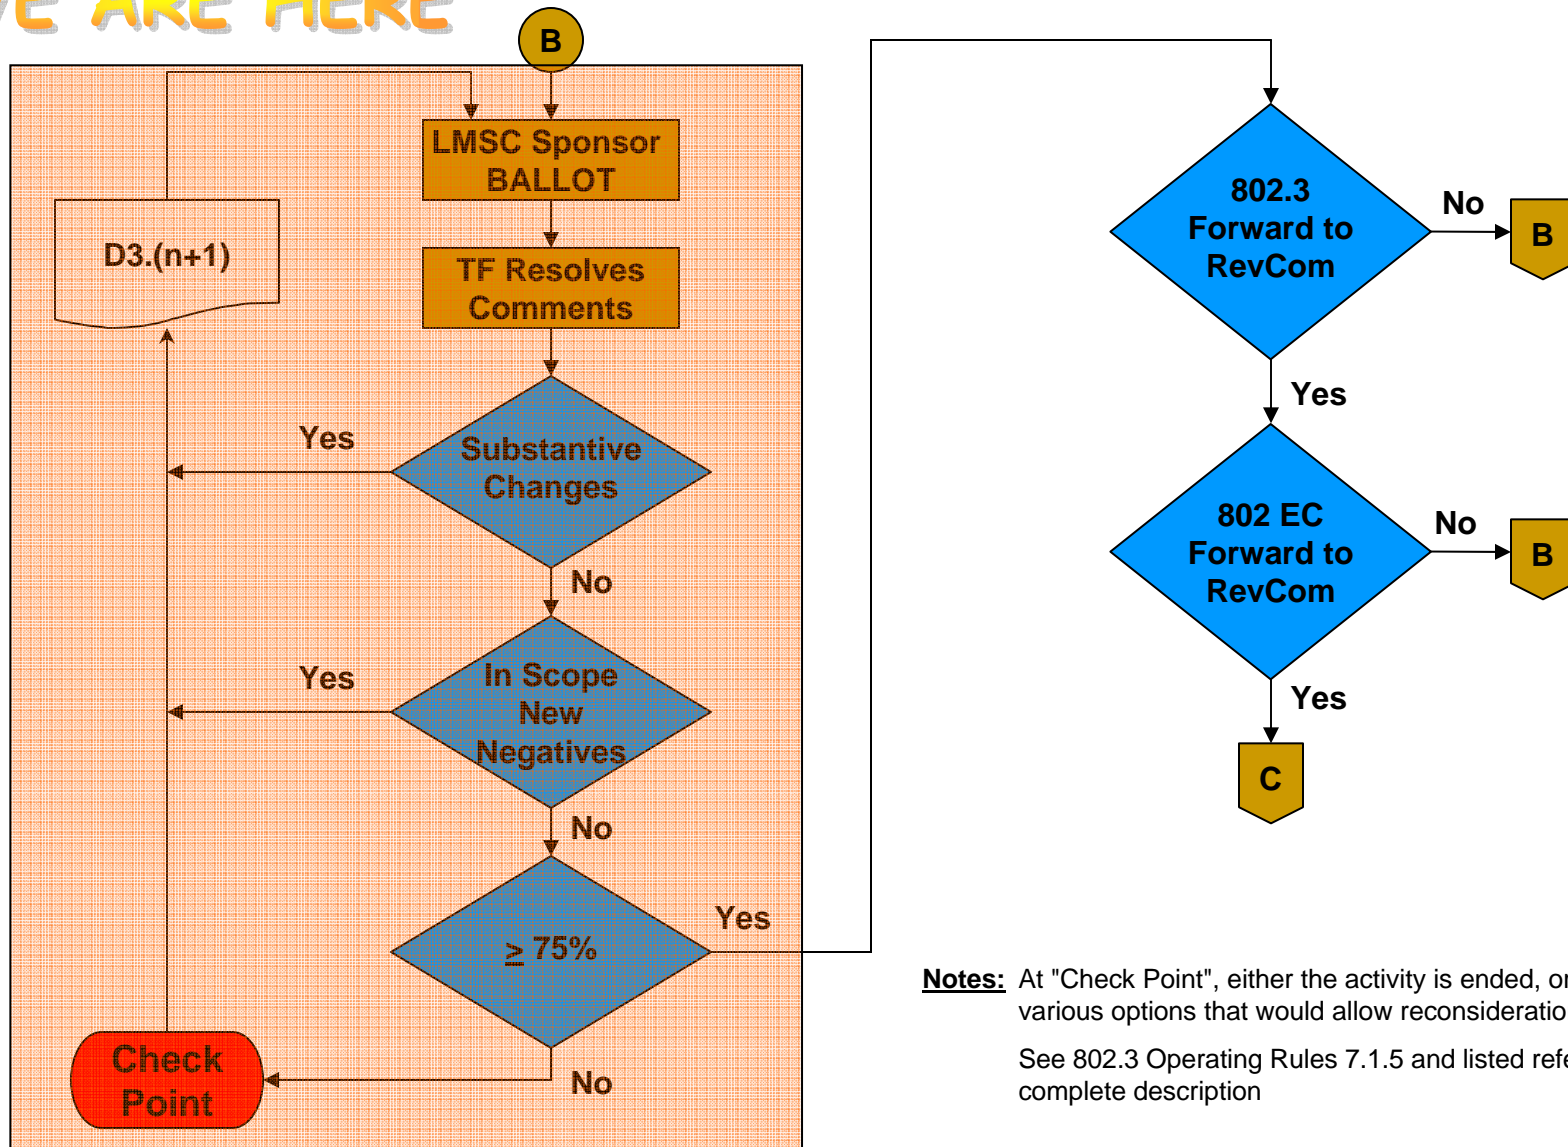 ARE HERE
B
LMSC Sponsor
BALLOT
D3.(n+1)
TF Resolves
Comments
Yes
Substantive
Changes
No
Yes
In Scope
New
Negatives
No
≥ 75%
Yes
Check
Point
No
802.3
Forward to
RevCom
No
B
Yes
802 EC
Forward to
RevCom
No
B
Yes
C
Notes: At "Check Point", either the activity is ended, or
various options that would allow
See 802.3 Operating Rules 7.1.5 and listed
complete description